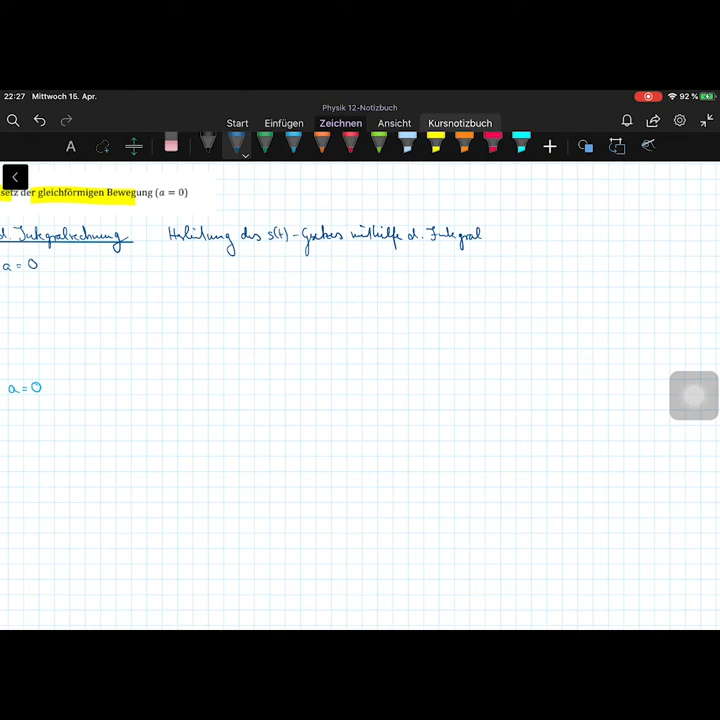 22:27 Mittwoch 15. Apr. 92 %
Physik 12-Notizbuch
Start Einfügen Zeichnen Ansicht Kursnotizbuch
setz der gleichförmigen Bewegung (a = 0)
d. Integralrechnung Herleitung des s(t)-Gesetzes mithilfe d. Integral
a = 0
a = 0